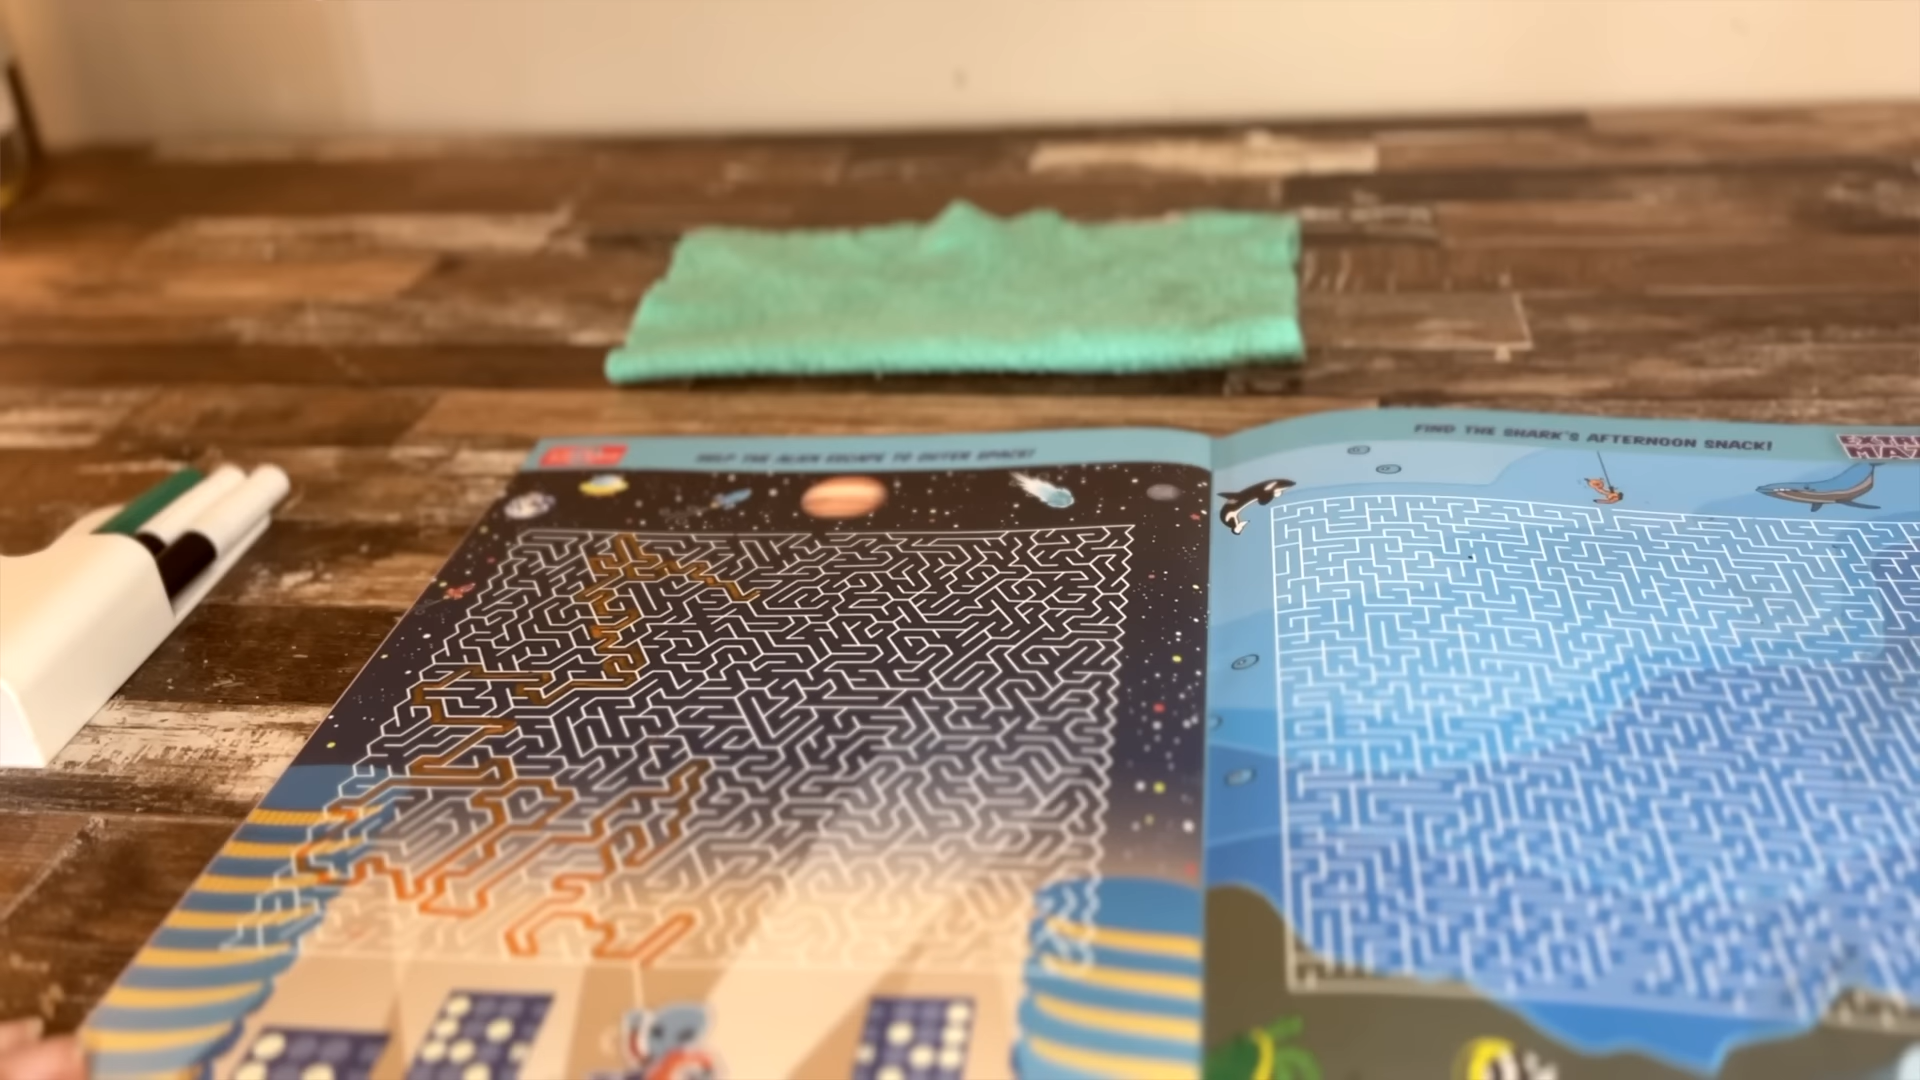 HELP THE ALIEN ESCAPE TO OUTER SPACE!
FIND THE SHARK'S AFTERNOON SNACK!